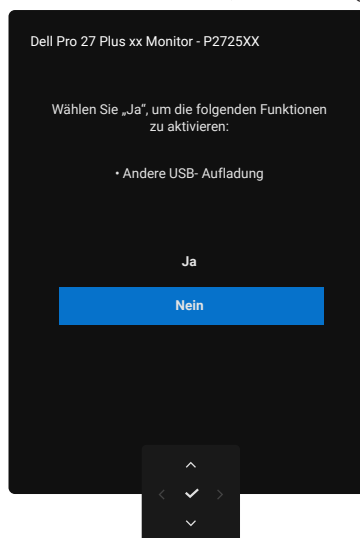 Dell Pro 27 Plus xx Monitor - P2725XX
Wählen Sie „Ja“, um die folgenden Funktionen
zu aktivieren:
• Andere USB- Aufladung
Ja
Nein